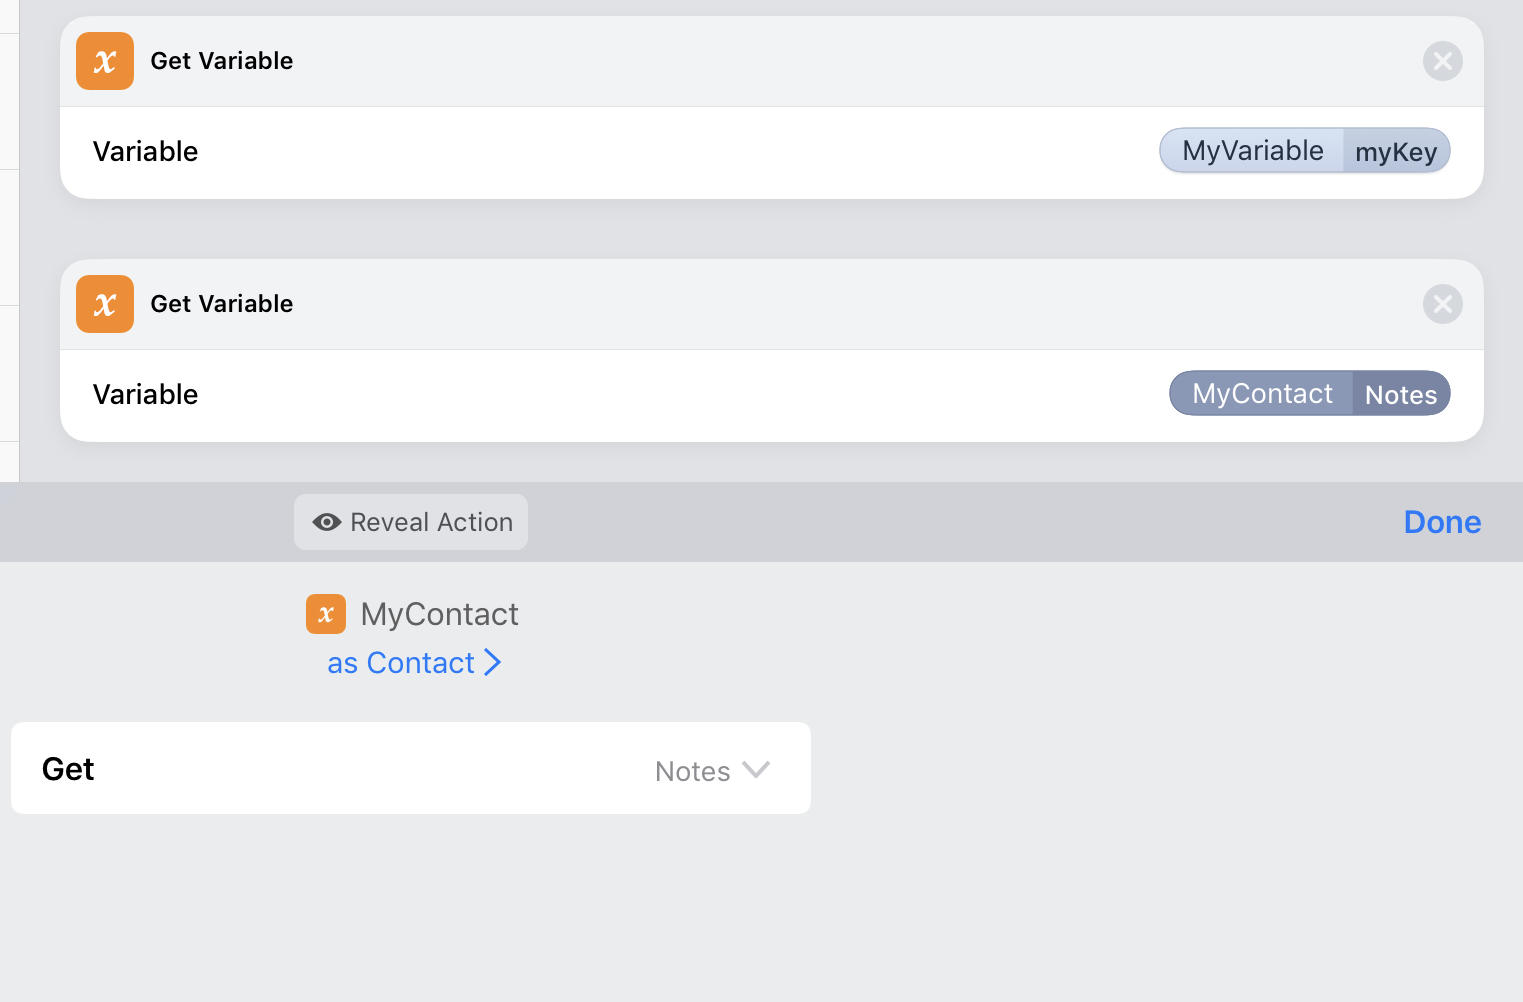 Get Variable
Variable
MyVariable myKey
Get Variable
Variable
MyContact Notes
Reveal Action
Done
MyContact
as Contact
Get
Notes